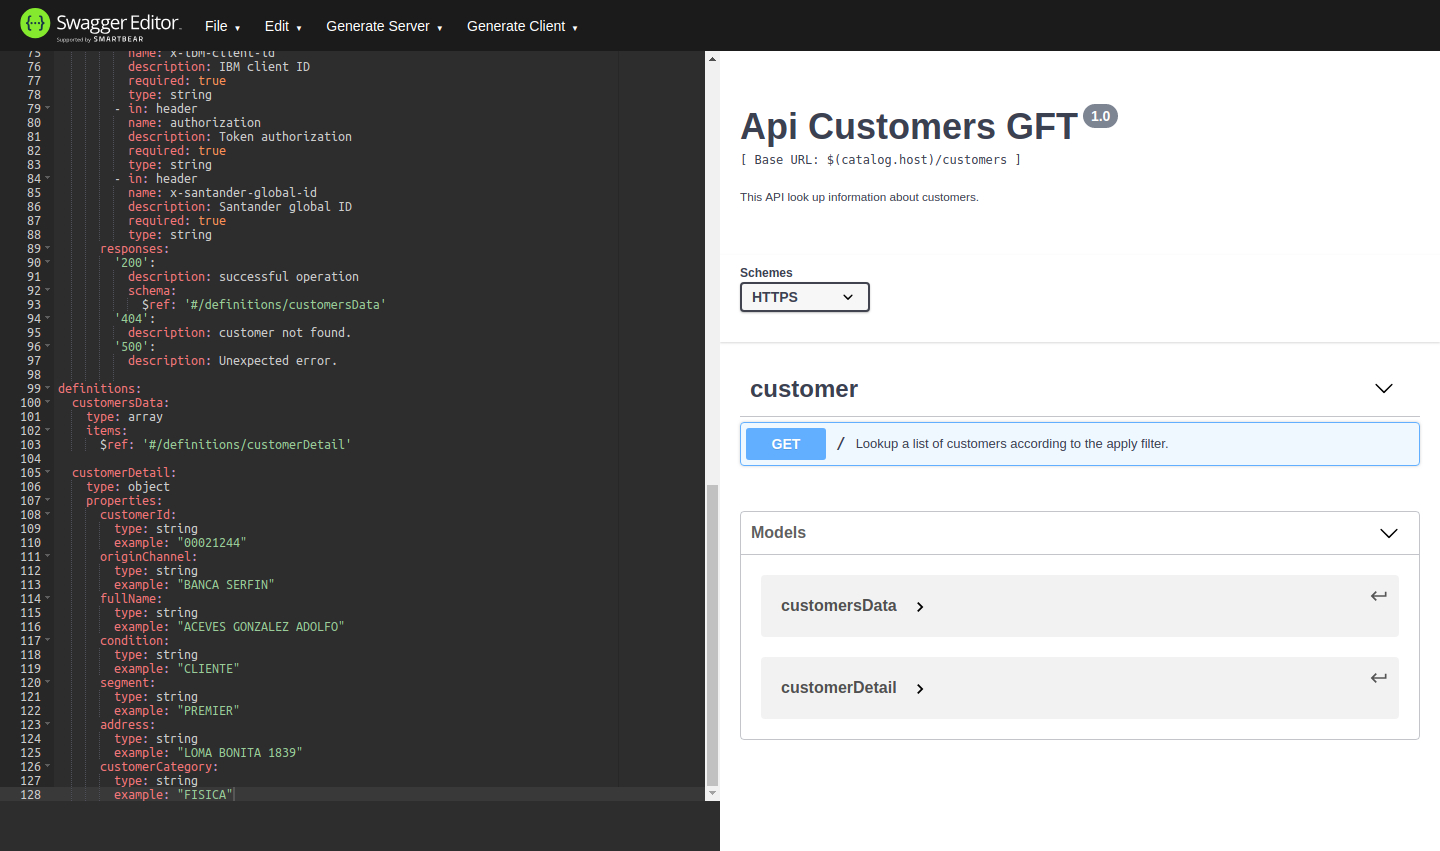 Swagger Editor
Supported by SMARTBEAR
File ▾ Edit ▾ Generate Server ▾ Generate Client ▾
75 name: x-ibm-client-id
76 description: IBM client ID
77 required: true
78 type: string
79 - in: header
80 name: authorization
81 description: Token authorization
82 required: true
83 type: string
84 - in: header
85 name: x-santander-global-id
86 description: Santander global ID
87 required: true
88 type: string
89 responses:
90 '200':
91 description: successful operation
92 schema:
93 $ref: '#/definitions/customersData'
94 '404':
95 description: customer not found.
96 '500':
97 description: Unexpected error.
98
99 definitions:
100 customersData:
101 type: array
102 items:
103 $ref: '#/definitions/customerDetail'
104
105 customerDetail:
106 type: object
107 properties:
108 customerId:
109 type: string
110 example: "00021244"
111 originChannel:
112 type: string
113 example: "BANCA SERFIN"
114 fullName:
115 type: string
116 example: "ACEVES GONZALEZ ADOLFO"
117 condition:
118 type: string
119 example: "CLIENTE"
120 segment:
121 type: string
122 example: "PREMIER"
123 address:
124 type: string
125 example: "LOMA BONITA 1839"
126 customerCategory:
127 type: string
128 example: "FISICA"
Api Customers GFT 1.0
[ Base URL: $(catalog.host)/customers ]
This API look up information about customers.
Schemes
HTTPS
customer
GET / Lookup a list of customers according to the apply filter.
Models
customersData
customerDetail